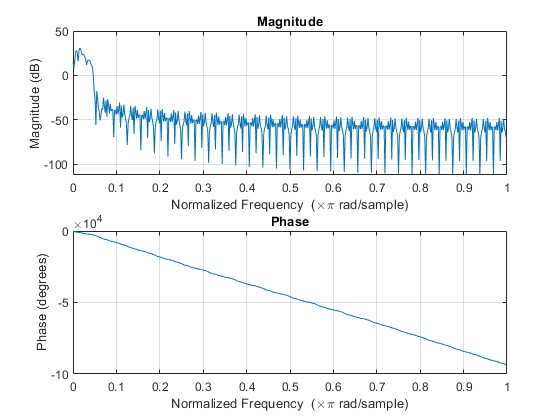 Magnitude
50
0
-50
-100
Magnitude (dB)
0 0.1 0.2 0.3 0.4 0.5 0.6 0.7 0.8 0.9 1
Normalized Frequency (×π rad/sample)
×10^4
Phase
0
-5
-10
Phase (degrees)
0 0.1 0.2 0.3 0.4 0.5 0.6 0.7 0.8 0.9 1
Normalized Frequency (×π rad/sample)